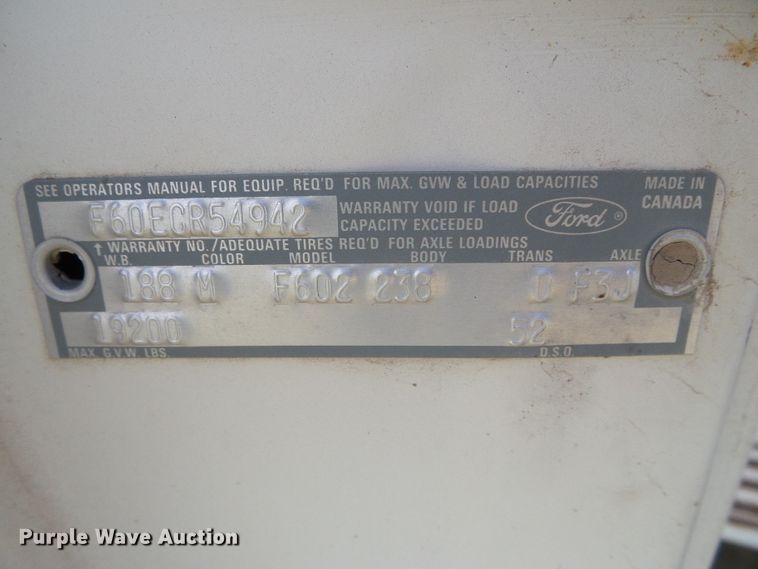 SEE OPERATORS MANUAL FOR EQUIP. REQ'D FOR MAX. GVW & LOAD CAPACITIES
MADE IN CANADA
F60ECR54942
WARRANTY VOID IF LOAD
CAPACITY EXCEEDED
Ford ®
↑ WARRANTY NO./ADEQUATE TIRES REQ'D FOR AXLE LOADINGS
W.B. COLOR MODEL BODY TRANS AXLE
188 M F602 238 D F3J
19200 52
MAX. G.V.W. LBS D.S.O.
Purple Wave Auction